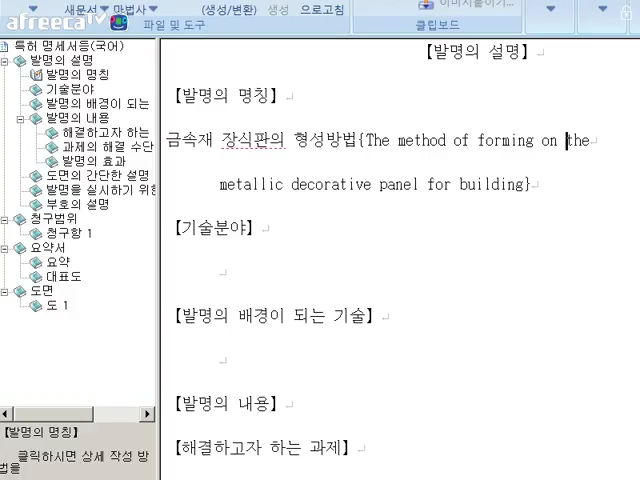 이미지붙이기...
새문서 마법사 (생성/변환) 생성 으로고침
afreecaTV
파일 및 도구 클립보드
특허 명세서등(국어)
발명의 설명
발명의 명칭
기술분야
발명의 배경이 되는
발명의 내용
해결하고자 하는
과제의 해결 수단
발명의 효과
도면의 간단한 설명
발명을 실시하기 위한
부호의 설명
청구범위
청구항 1
요약서
요약
대표도
도면
도 1
【발명의 명칭】
클릭하시면 상세 작성 방
법을
【발명의 설명】
【발명의 명칭】
금속재 장식판의 형성방법{The method of forming on the
metallic decorative panel for building}
【기술분야】
【발명의 배경이 되는 기술】
【발명의 내용】
【해결하고자 하는 과제】